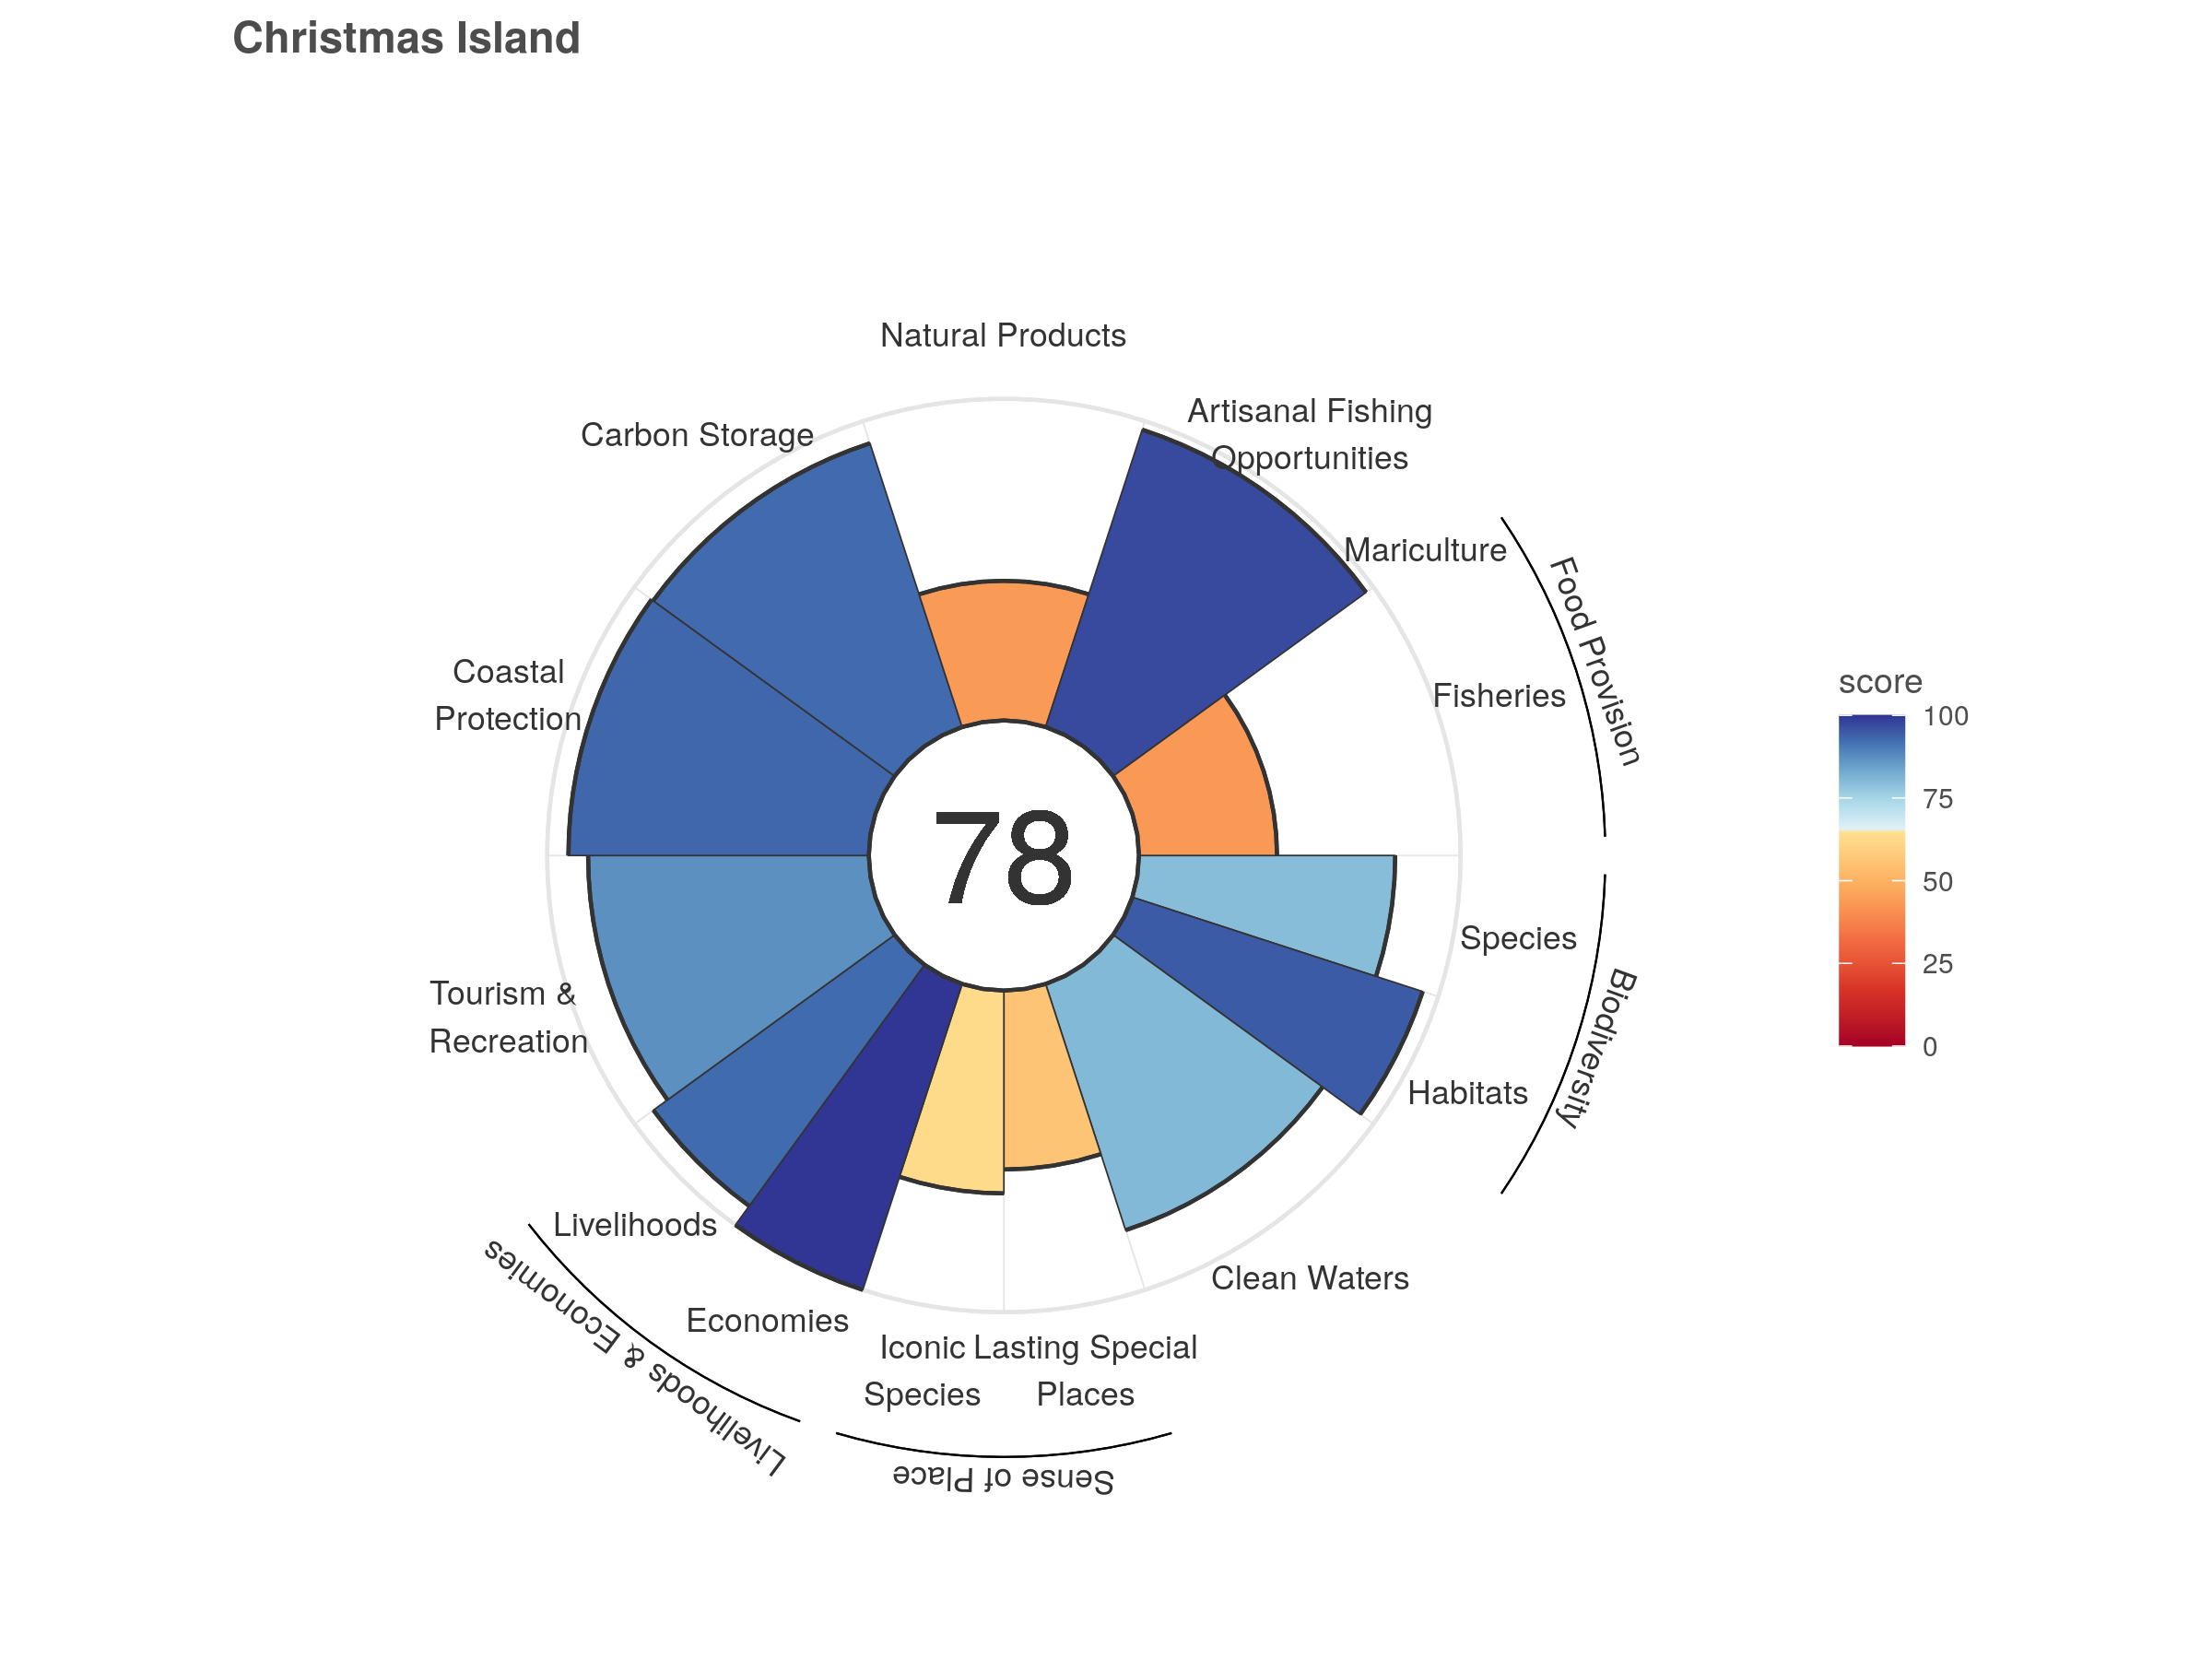 Christmas Island
Natural Products
Artisanal Fishing
Opportunities
Carbon Storage
Mariculture
Food Provision
Fisheries
Coastal
Protection
78
score
100
75
50
25
0
Species
Biodiversity
Habitats
Tourism &
Recreation
Livelihoods
Livelihoods & Economies
Economies
Clean Waters
Iconic
Species
Lasting Special
Places
Sense of Place